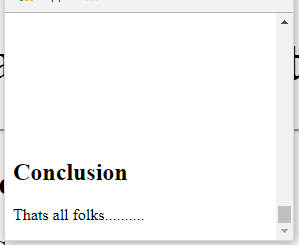 Conclusion
Thats all folks..........